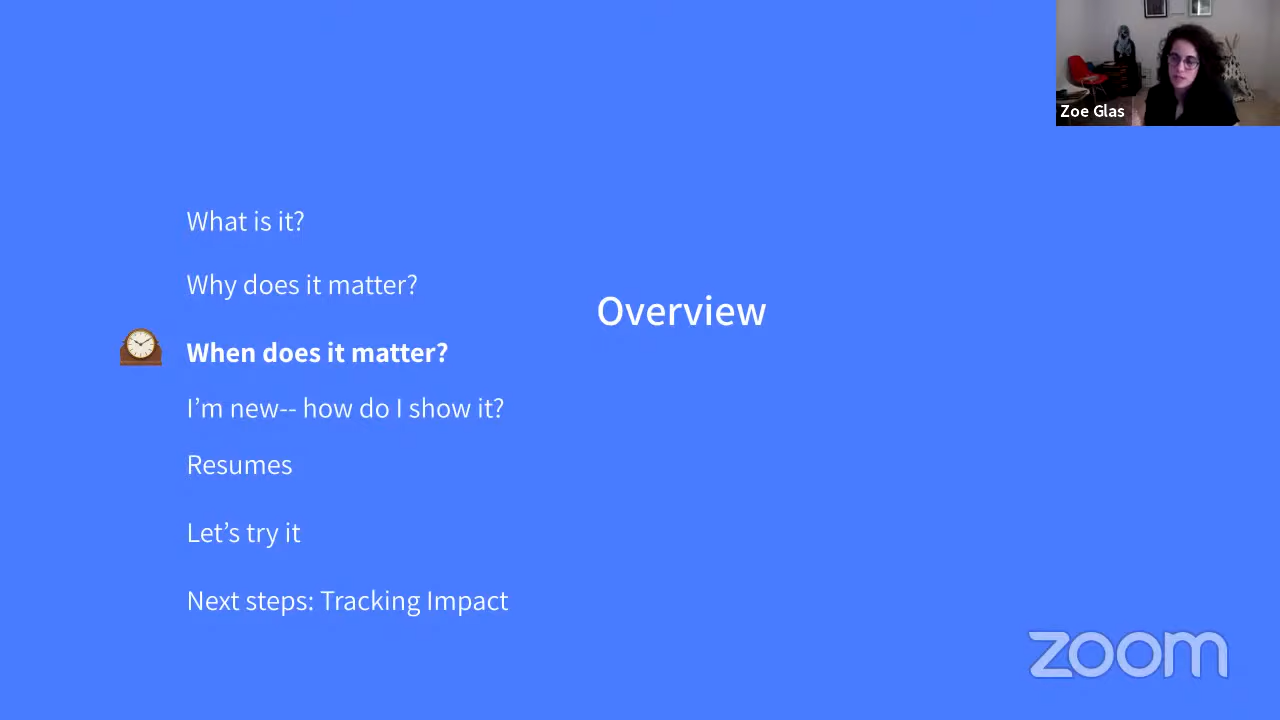 Zoe Glas
What is it?
Why does it matter?
Overview
When does it matter?
I'm new-- how do I show it?
Resumes
Let's try it
Next steps: Tracking Impact
zoom